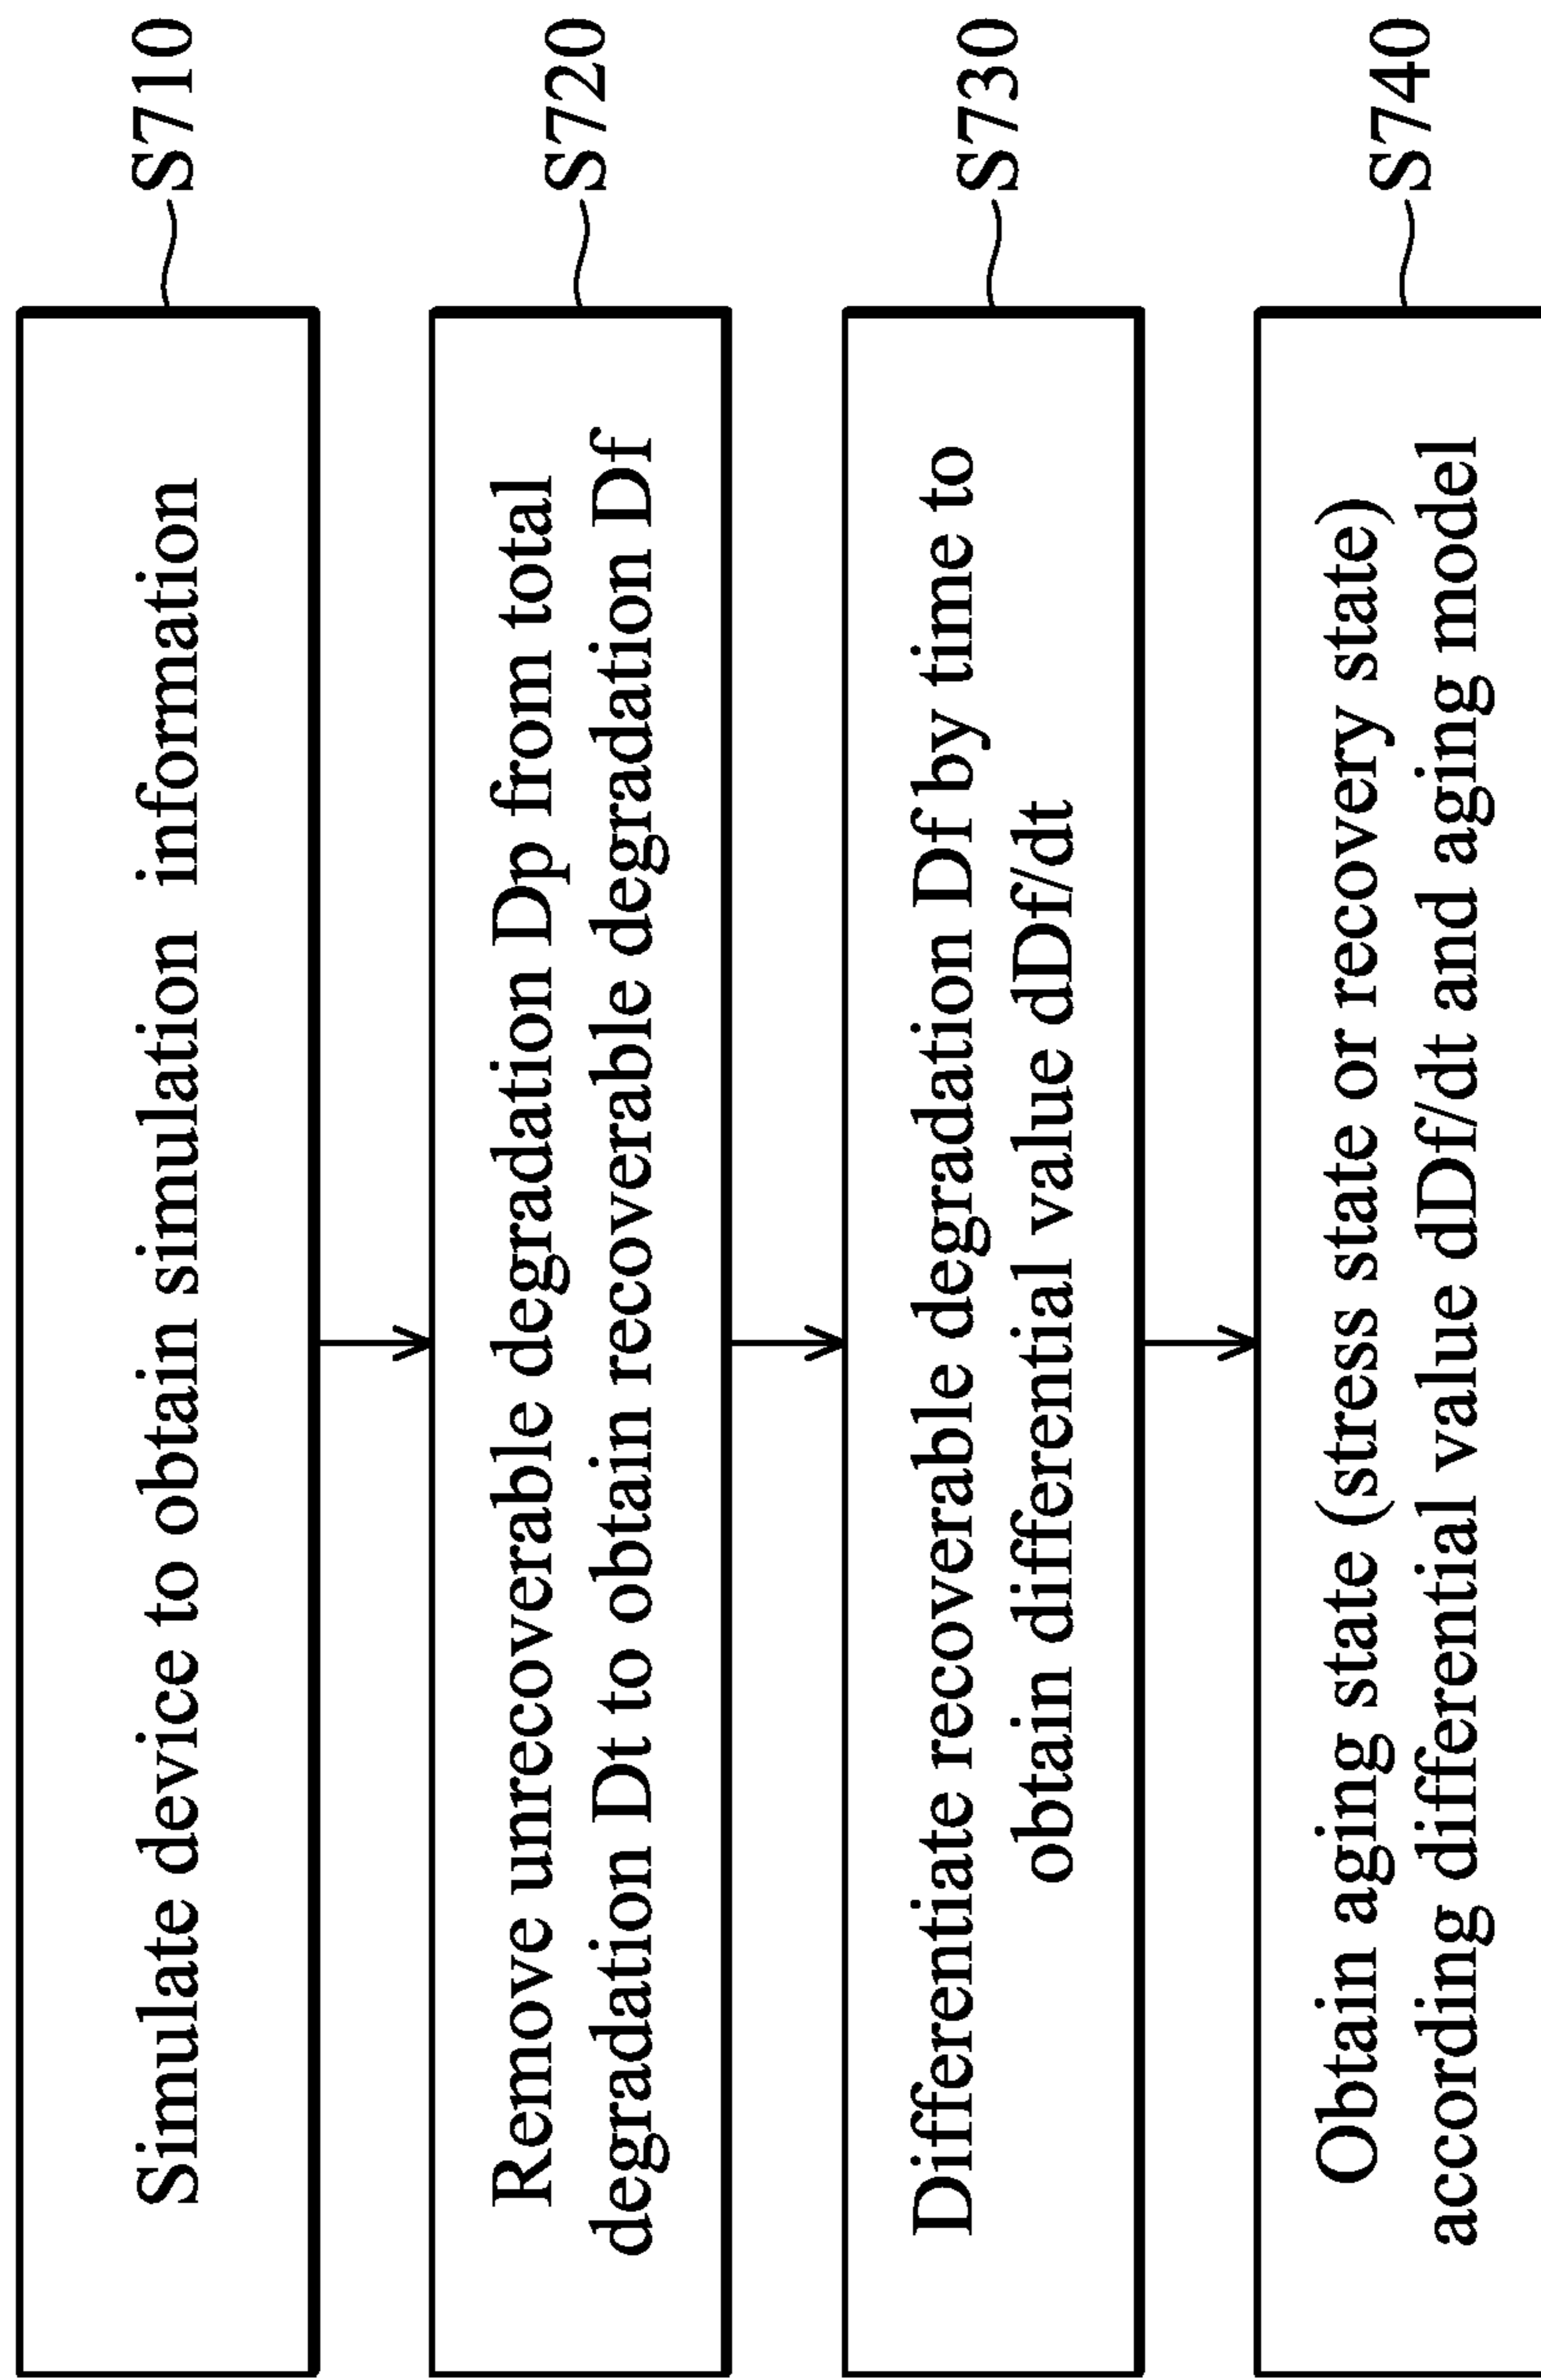 Simulate device to obtain simulation information
S710
Remove unrecoverable degradation Dp from total
degradation Dt to obtain recoverable degradation Df
S720
Differentiate recoverable degradation Df by time to
obtain differential value dDf/dt
S730
Obtain aging state (stress state or recovery state)
according differential value dDf/dt and aging model
S740